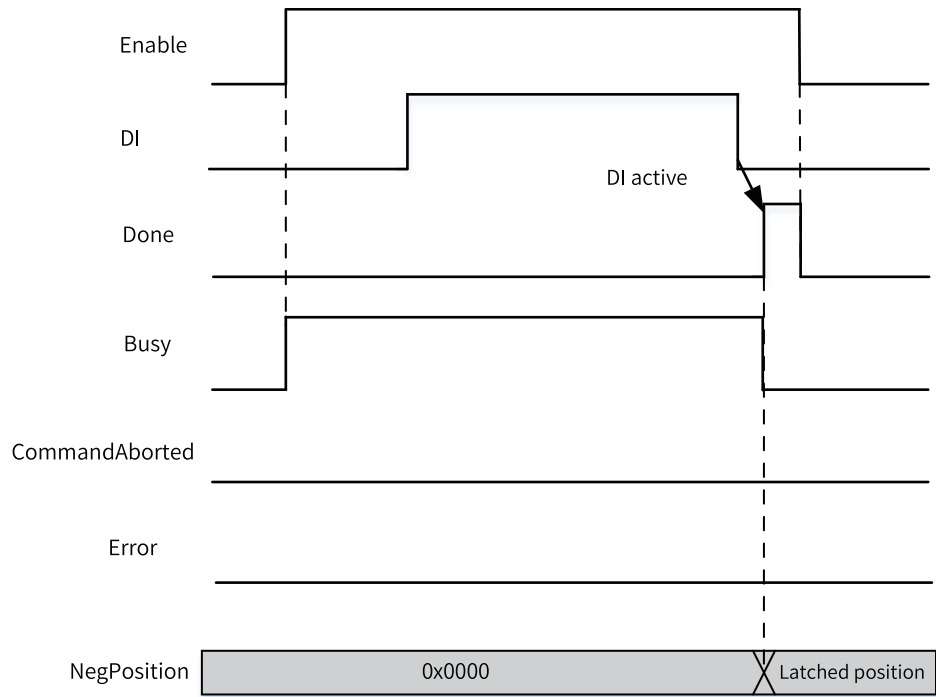 Enable
DI
DI active
Done
Busy
CommandAborted
Error
NegPosition 0x0000 Latched position